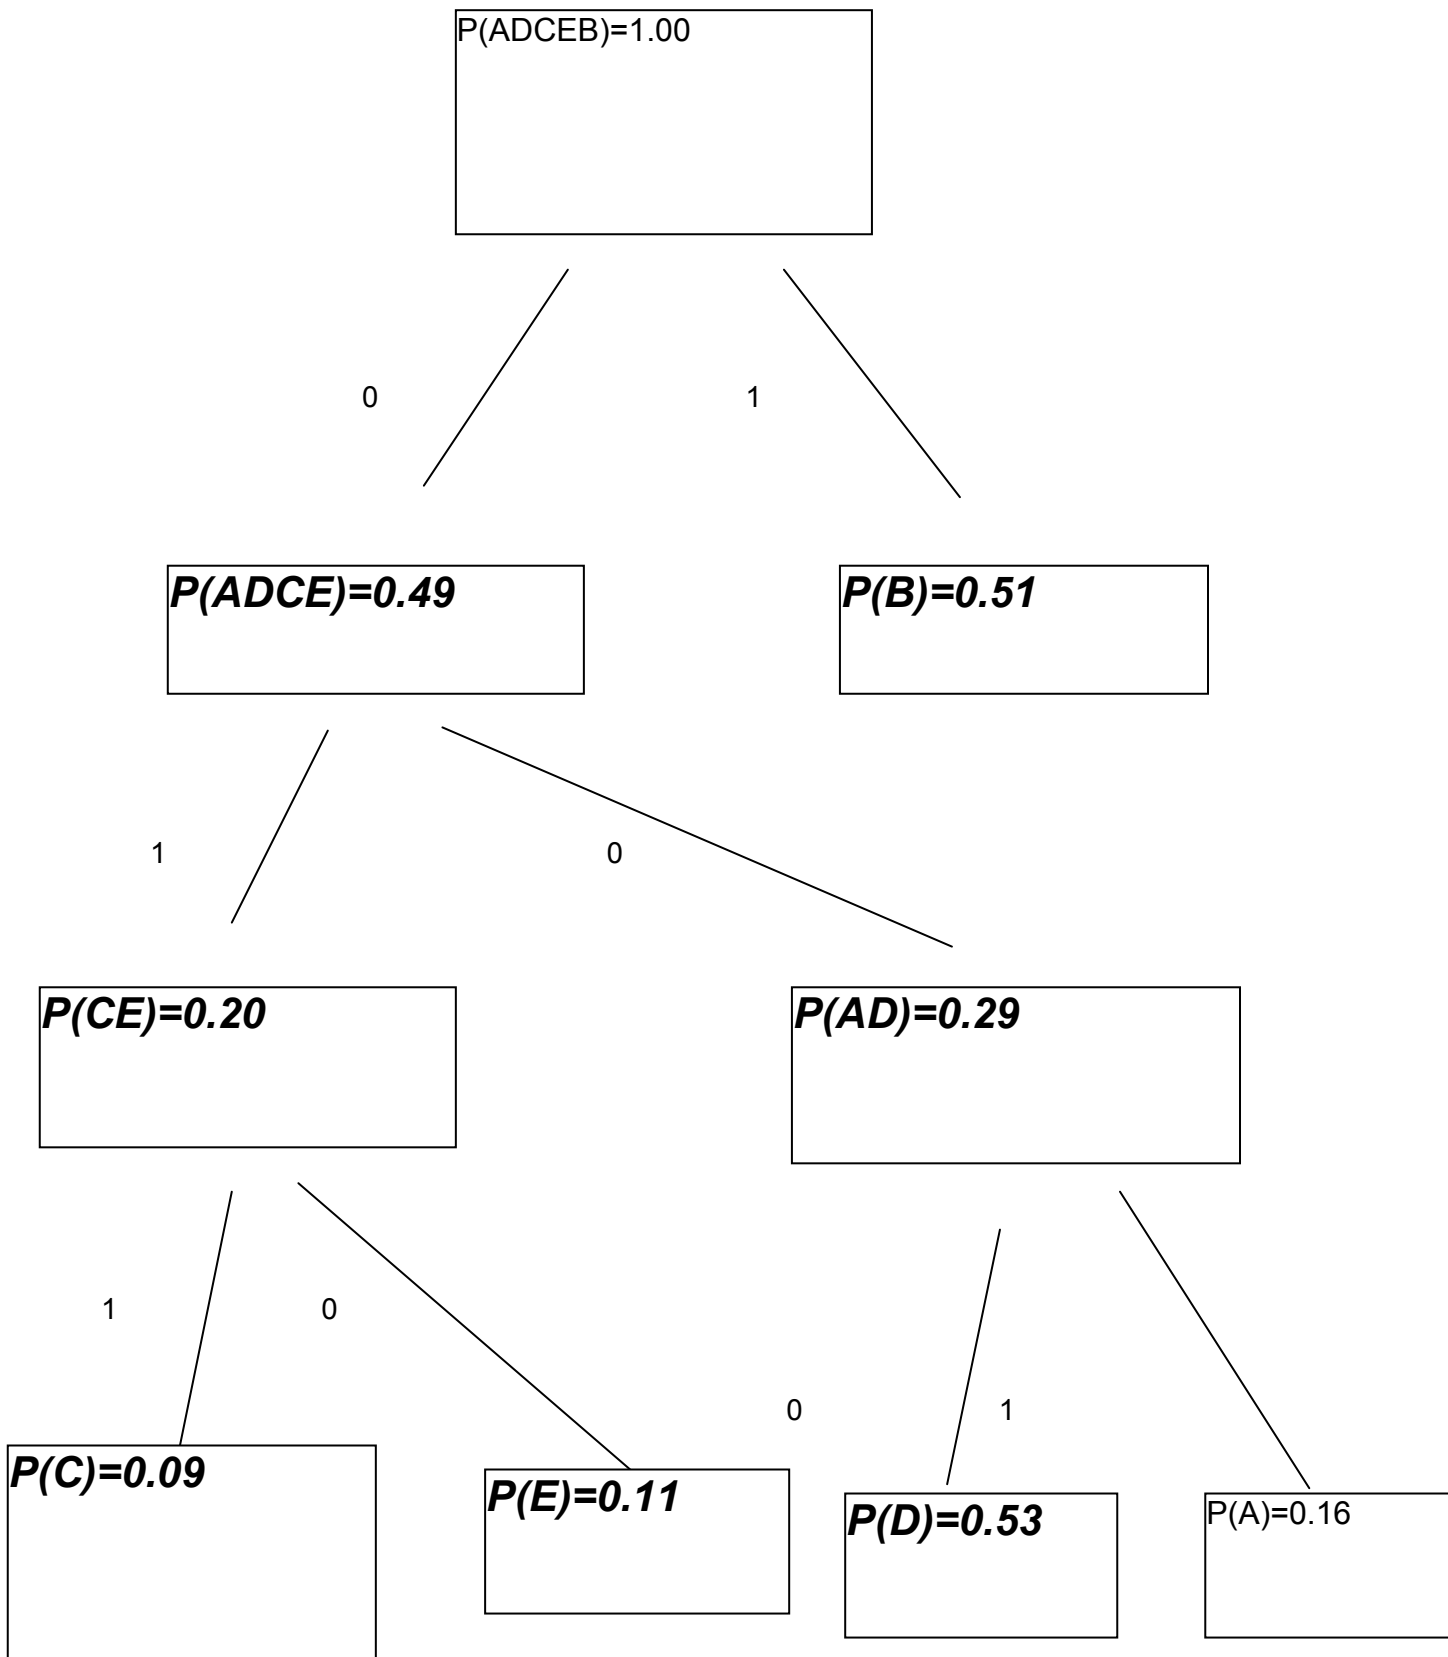 P(ADCEB)=1.00
0 1
P(ADCE)=0.49 P(B)=0.51
1 0
P(CE)=0.20 P(AD)=0.29
1 0
0 1
P(C)=0.09 P(E)=0.11 P(D)=0.53 P(A)=0.16